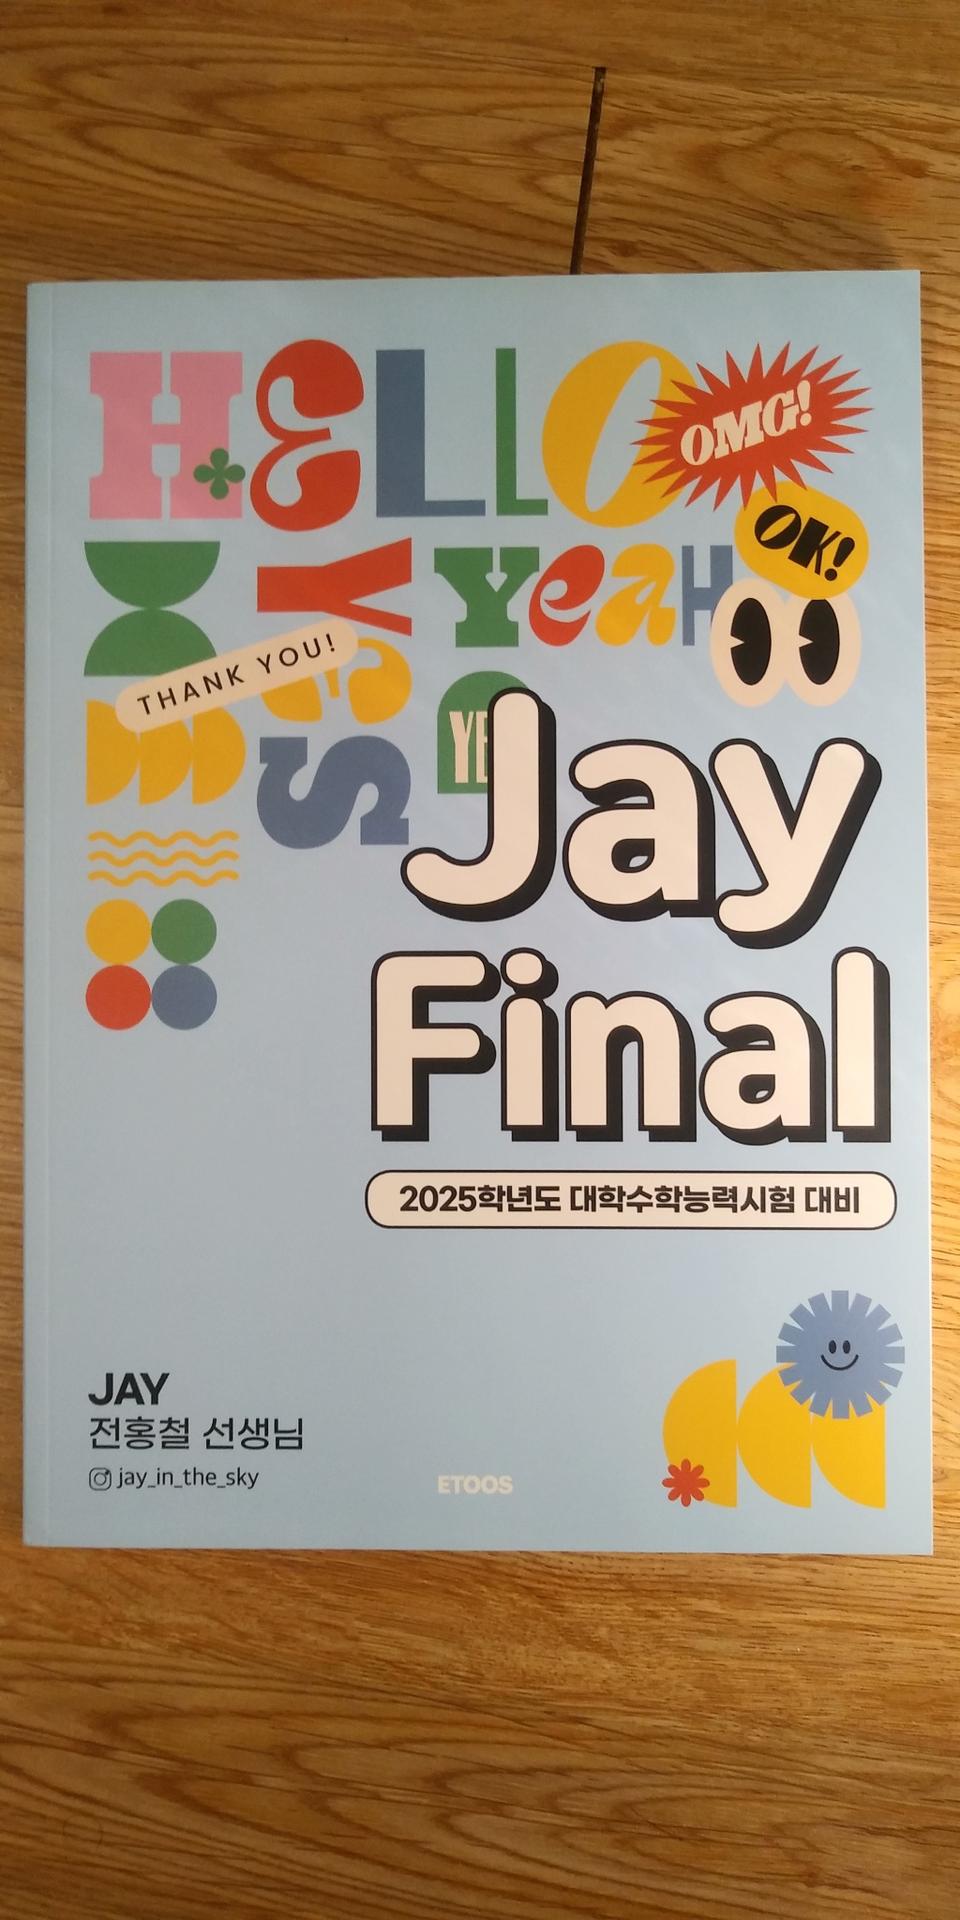 HELLO
OMG!
OK!
YES
Yeah
THANK YOU!
Jay
Final
2025학년도 대학수학능력시험 대비
JAY
전홍철 선생님
jay_in_the_sky
ETOOS